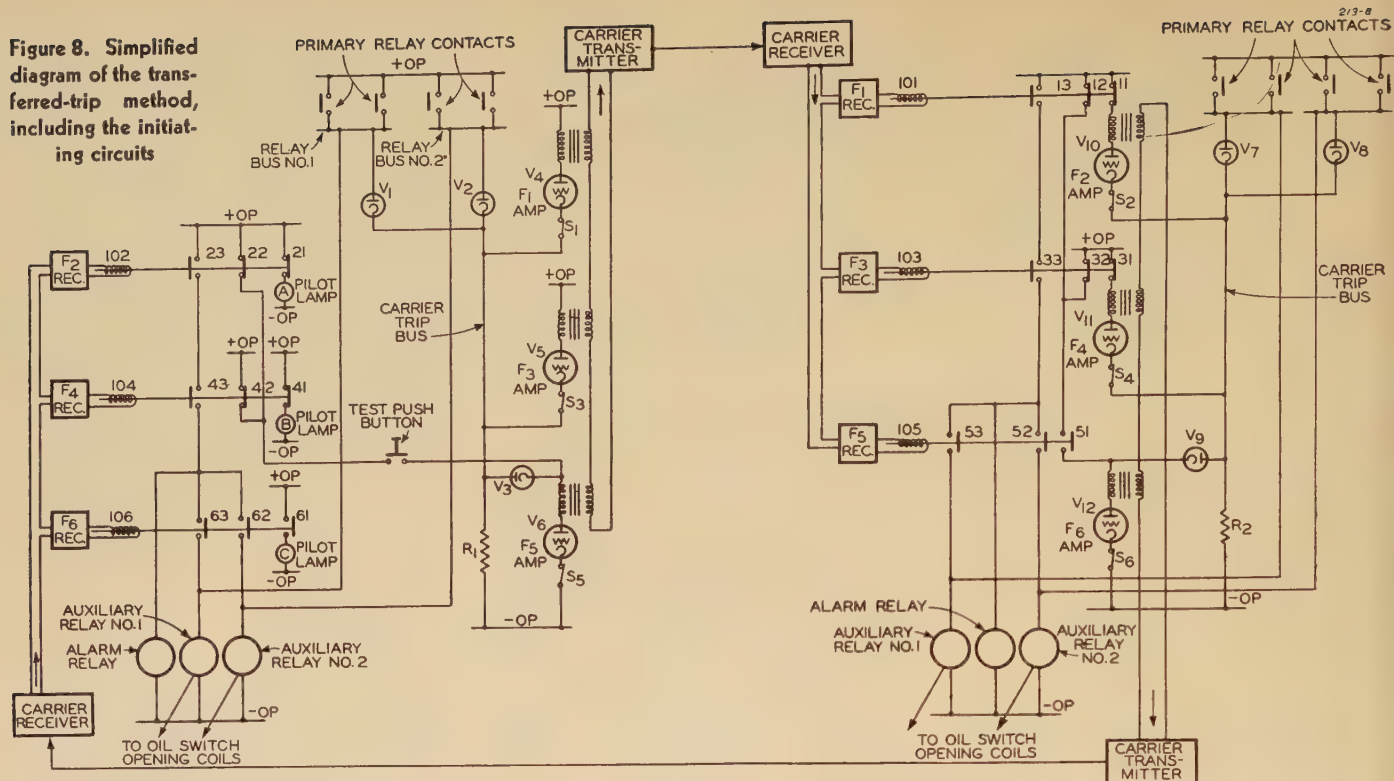 213-8
Figure 8. Simplified
diagram of the trans-
ferred-trip method,
including the initiat-
ing circuits
PRIMARY RELAY CONTACTS
+OP
RELAY
BUS NO.1
RELAY
BUS NO.2
V1
V2
+OP
F2
REC.
102
23
22
21
A
PILOT
LAMP
-OP
+OP
+OP
F4
REC.
104
43
42
41
B
PILOT
LAMP
-OP
+OP
F6
REC.
106
63
62
61
C
PILOT
LAMP
-OP
AUXILIARY
RELAY NO.1
ALARM
RELAY
AUXILIARY
RELAY NO.2
-OP
CARRIER
RECEIVER
TO OIL SWITCH
OPENING COILS
CARRIER
TRIP
BUS
TEST PUSH
BUTTON
V3
R1
-OP
CARRIER
TRANS-
MITTER
+OP
V4
F1
AMP
S1
+OP
V5
F3
AMP
S3
V6
F5
AMP
S5
CARRIER
RECEIVER
F1
REC.
101
13
12
11
V10
F2
AMP
S2
F3
REC.
103
33
32
31
+OP
V11
F4
AMP
S4
F5
REC.
105
53
52
51
V9
V12
F6
AMP
S6
R2
-OP
PRIMARY RELAY CONTACTS
+OP
V7
V8
CARRIER
TRIP
BUS
ALARM RELAY
AUXILIARY
RELAY NO.1
AUXILIARY
RELAY
NO.2
-OP
TO OIL SWITCH
OPENING COILS
CARRIER
TRANS-
MITTER